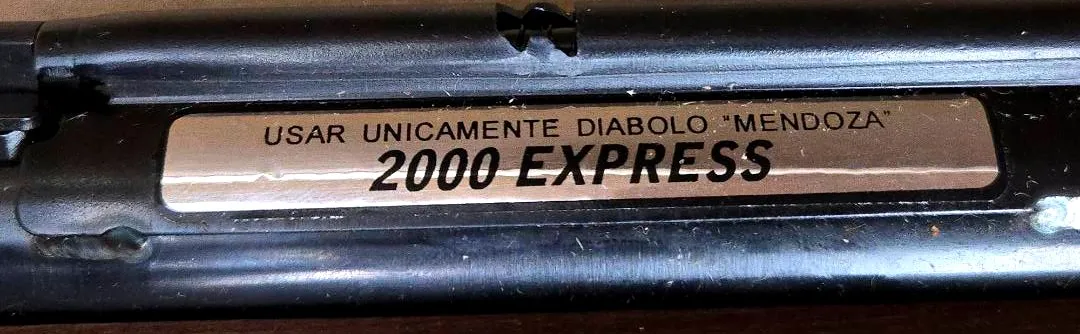 USAR UNICAMENTE DIABOLO "MENDOZA"
2000 EXPRESS